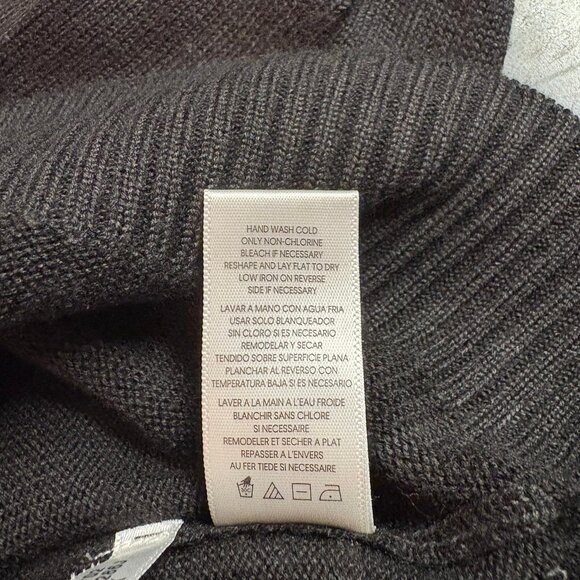 HAND WASH COLD
ONLY NON-CHLORINE
BLEACH IF NECESSARY
RESHAPE AND LAY FLAT TO DRY
LOW IRON ON REVERSE
SIDE IF NECESSARY
LAVAR A MANO CON AGUA FRIA
USAR SOLO BLANQUEADOR
SIN CLORO SI ES NECESARIO
REMODELAR Y SECAR
TENDIDO SOBRE SUPERFICIE PLANA
PLANCHAR AL REVERSO CON
TEMPERATURA BAJA SI ES NECESARIO
LAVER A LA MAIN A L'EAU FROIDE
BLANCHIR SANS CHLORE
SI NECESSAIRE
REMODELER ET SECHER A PLAT
REPASSER A L'ENVERS
AU FER TIEDE SI NECESSAIRE